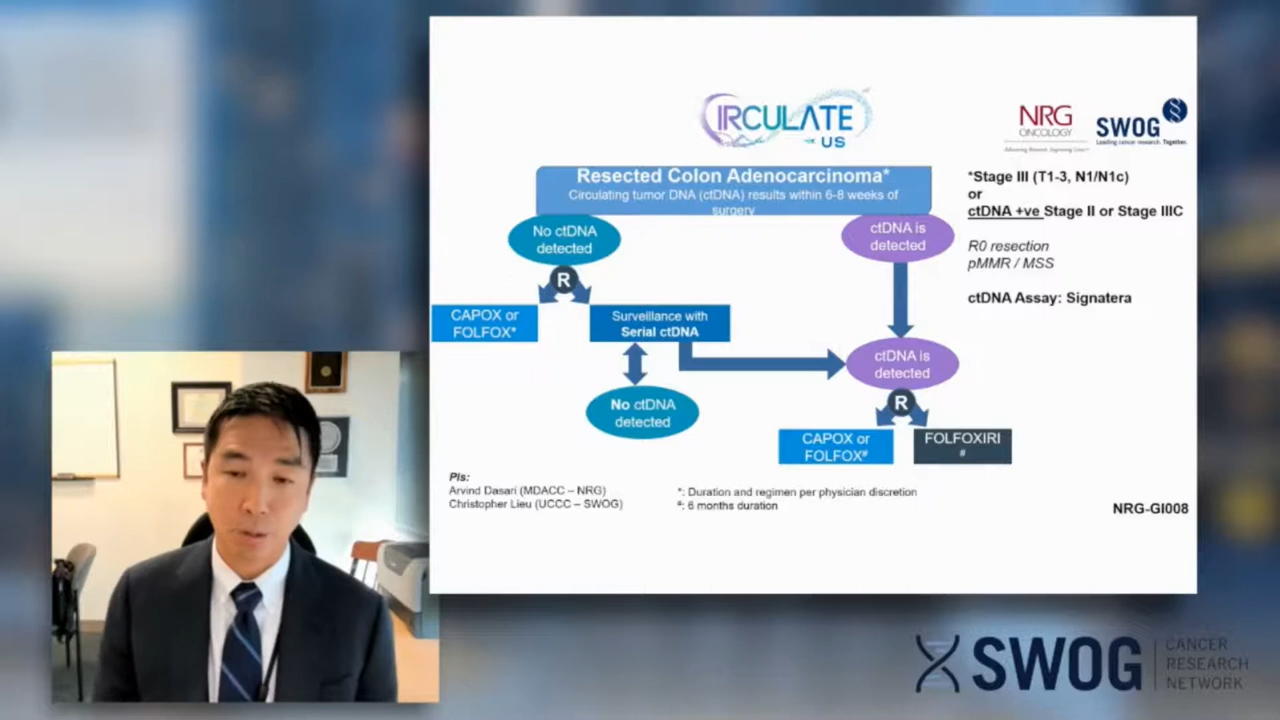 CIRCULATE
US
NRG
ONCOLOGY
SWOG
Leading cancer research. Together.
Resected Colon Adenocarcinoma*
Circulating tumor DNA (ctDNA) results within 6-8 weeks of
surgery
*Stage III (T1-3, N1/N1c)
or
ctDNA +ve Stage II or Stage IIIC
R0 resection
pMMR / MSS
ctDNA Assay: Signatera
No ctDNA
detected
ctDNA is
detected
R
CAPOX or
FOLFOX*
Surveillance with
Serial ctDNA
ctDNA is
detected
No ctDNA
detected
R
CAPOX or
FOLFOX#
FOLFOXIRI
#
PIs:
Arvind Dasari (MDACC – NRG)
Christopher Lieu (UCCC – SWOG)
*: Duration and regimen per physician discretion
#: 6 months duration
NRG-GI008
SWOG
CANCER
RESEARCH
NETWORK